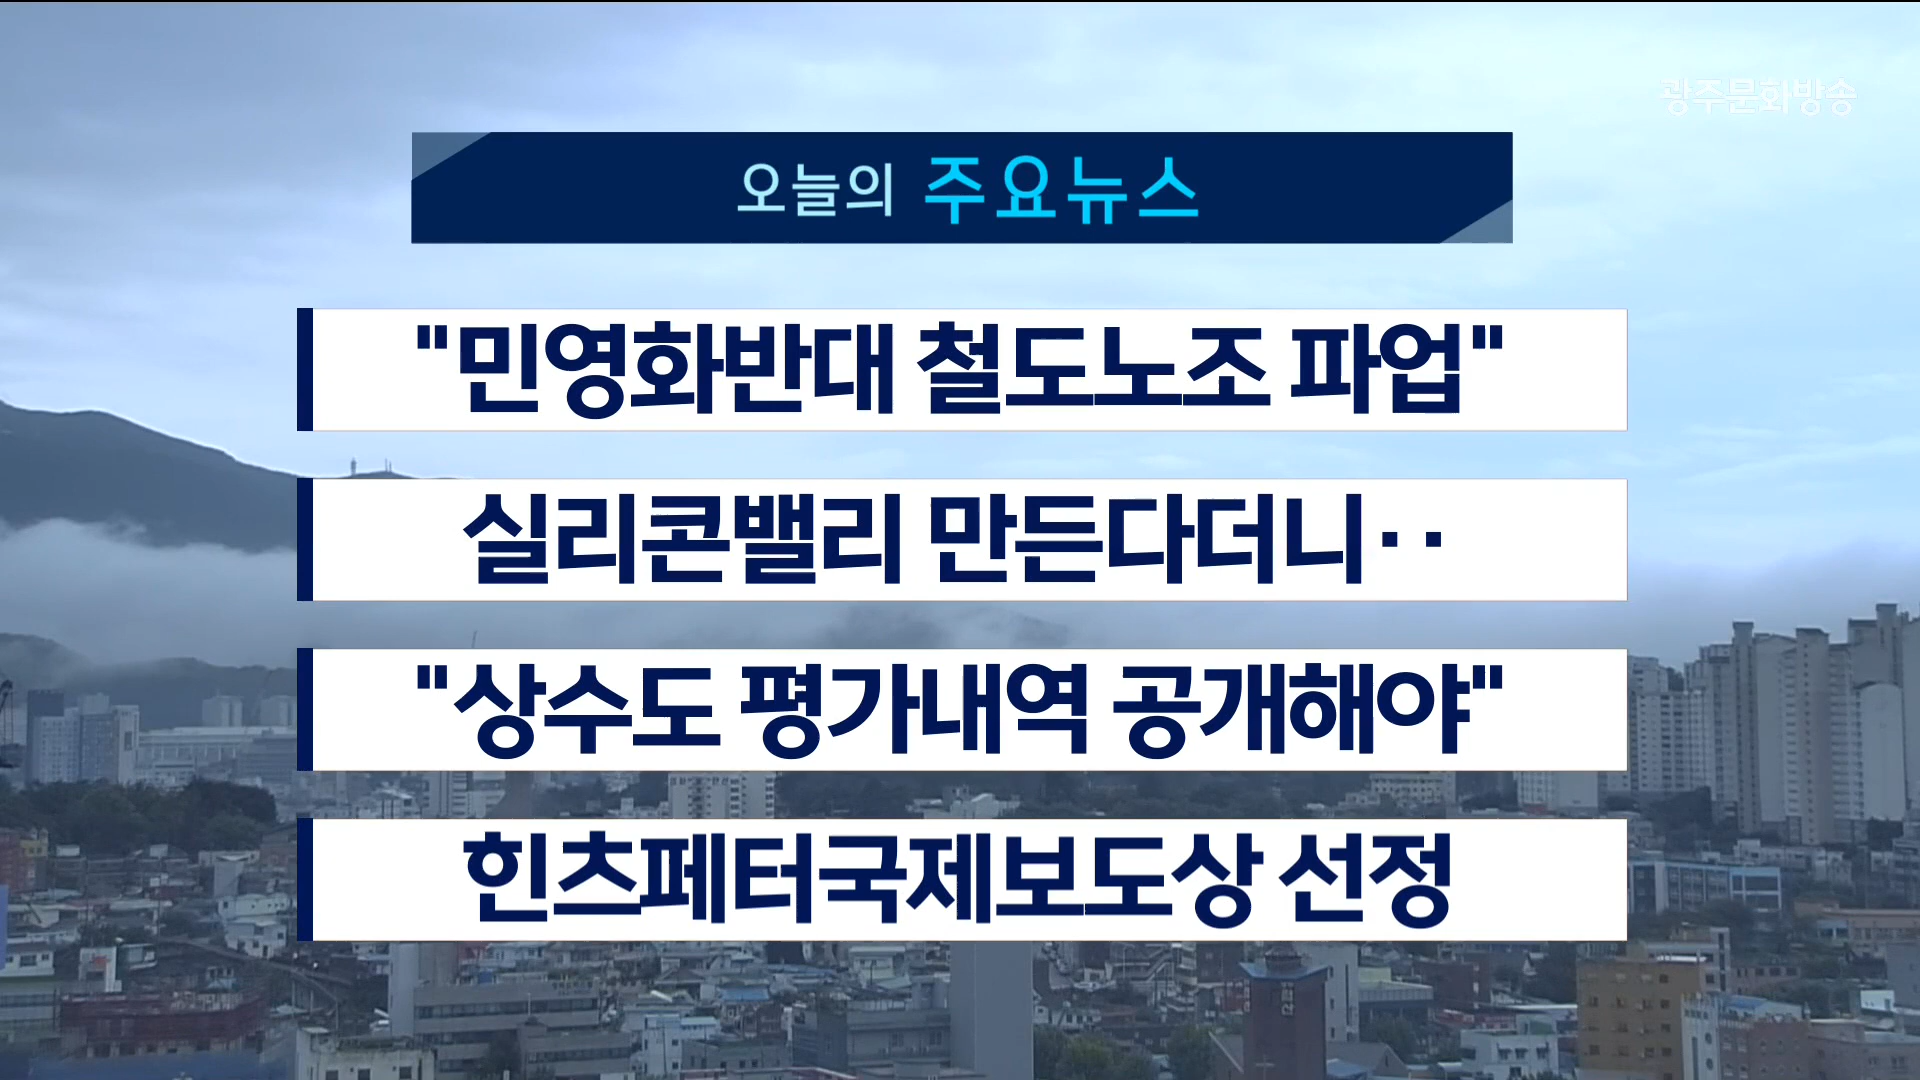 광주문화방송
오늘의 주요뉴스
"민영화반대 철도노조 파업"
실리콘밸리 만든다더니··
"상수도 평가내역 공개해야"
힌츠페터국제보도상 선정